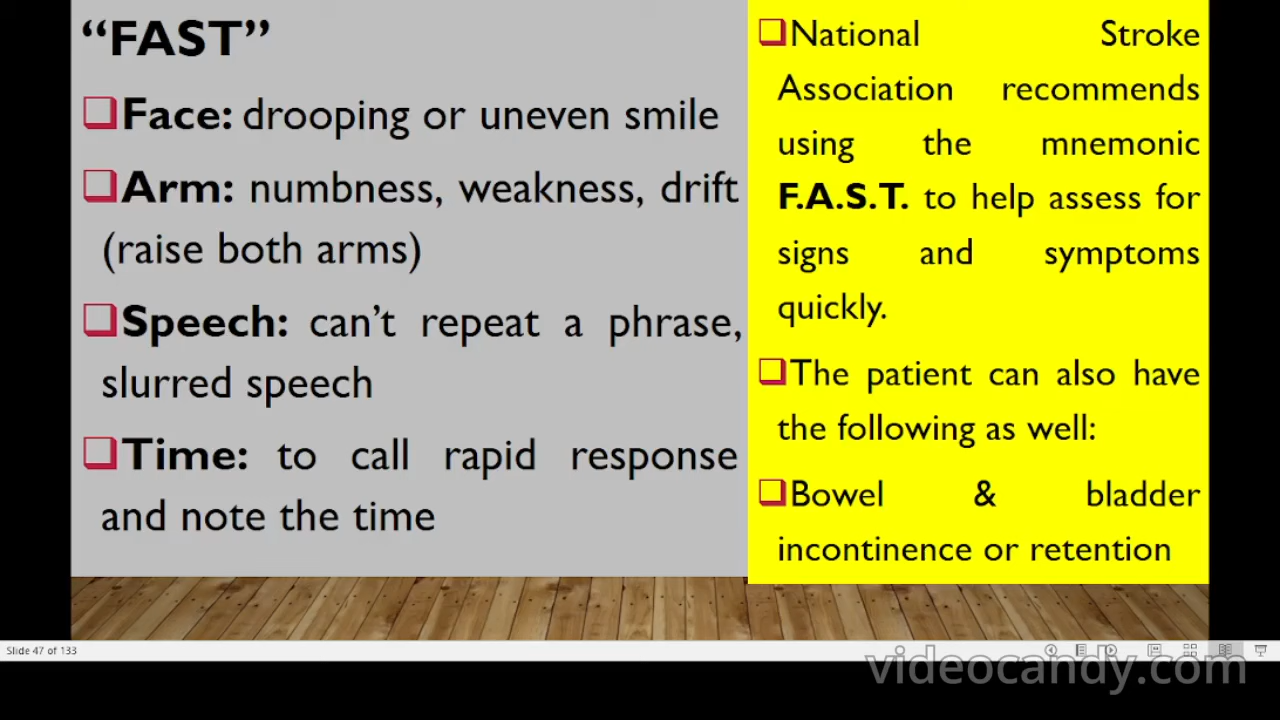 “FAST”
❑Face: drooping or uneven smile
❑Arm: numbness, weakness, drift
(raise both arms)
❑Speech: can’t repeat a phrase,
slurred speech
❑Time: to call rapid response
and note the time
❑National Stroke
Association recommends
using the mnemonic
F.A.S.T. to help assess for
signs and symptoms
quickly.
❑The patient can also have
the following as well:
❑Bowel & bladder
incontinence or retention
Slide 47 of 133
videocandy.com